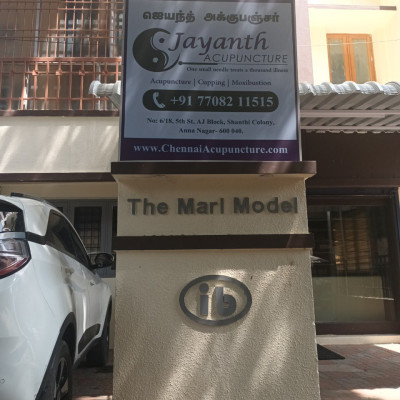 ஜெயந்த் அக்குபஞ்சர்
Jayanth
ACUPUNCTURE
One small needle treats a thousand illness
Acupuncture | Cupping | Moxibustion
+91 77082 11515
No: 6/18, 5th St, AJ Block, Shanthi Colony,
Anna Nagar- 600 040.
www.ChennaiAcupuncture.com
The Marl Model
ib